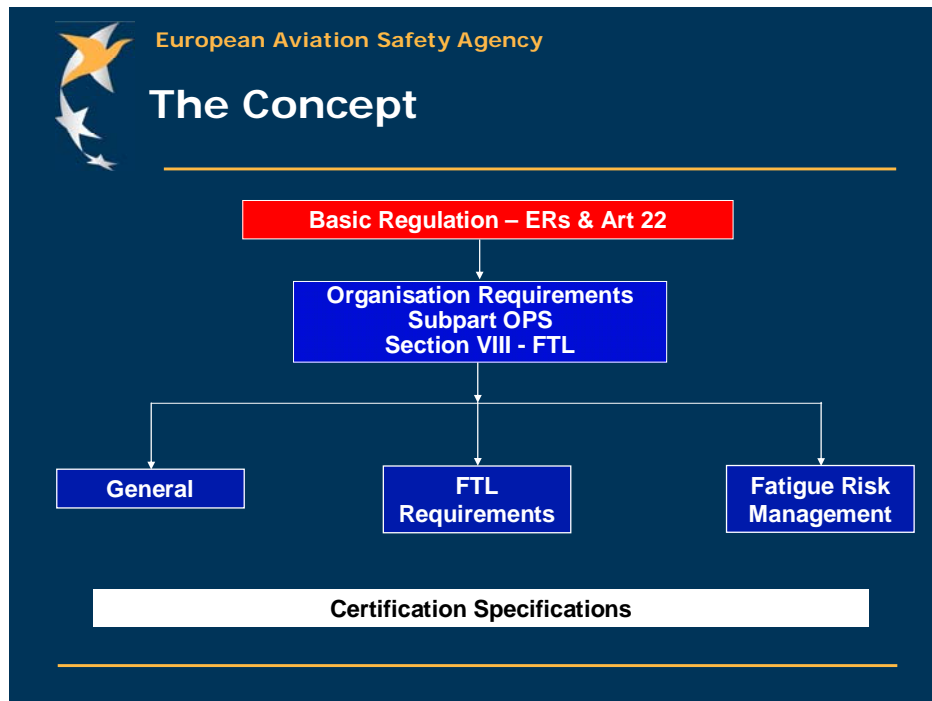 European Aviation Safety Agency
The Concept
Basic Regulation – ERs & Art 22
Organisation Requirements
Subpart OPS
Section VIII - FTL
General
FTL
Requirements
Fatigue Risk
Management
Certification Specifications